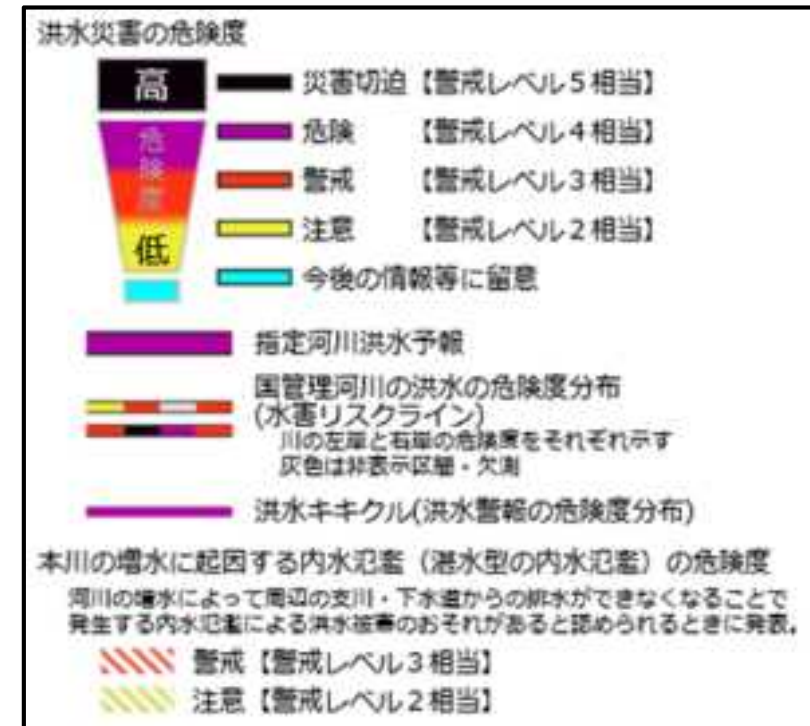 洪水災害の危険度
高
危険度
低
災害切迫【警戒レベル5相当】
危険 【警戒レベル4相当】
警戒 【警戒レベル3相当】
注意 【警戒レベル2相当】
今後の情報等に留意
指定河川洪水予報
国管理河川の洪水の危険度分布
(水害リスクライン)
川の左岸と右岸の危険度をそれぞれ示す
灰色は非表示区間・欠測
洪水キキクル(洪水警報の危険度分布)
本川の増水に起因する内水氾濫（湛水型の内水氾濫）の危険度
河川の増水によって周辺の支川・下水道からの排水ができなくなることで
発生する内水氾濫による洪水被害のおそれがあると認められるときに発表。
警戒【警戒レベル3相当】
注意【警戒レベル2相当】